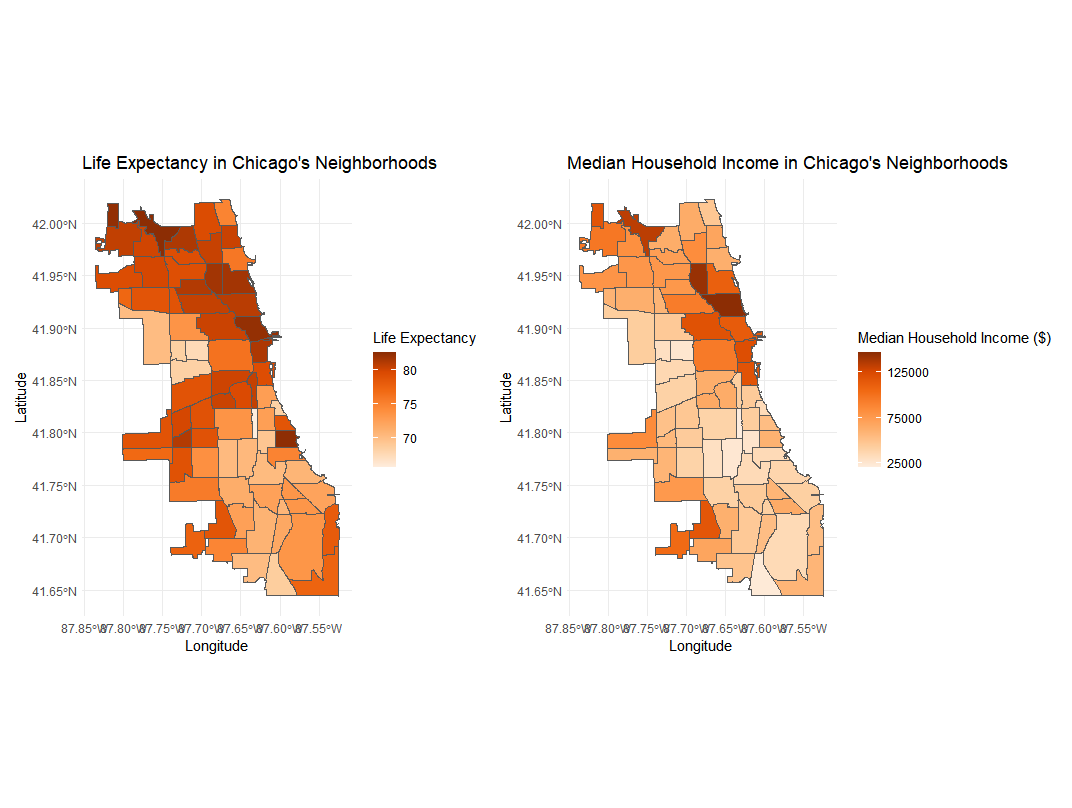 Life Expectancy in Chicago's Neighborhoods
42.00°N
41.95°N
41.90°N
41.85°N
41.80°N
41.75°N
41.70°N
41.65°N
Latitude
87.85°W 87.80°W 87.75°W 87.70°W 87.65°W 87.60°W 87.55°W
Longitude
Life Expectancy
80
75
70
Median Household Income in Chicago's Neighborhoods
42.00°N
41.95°N
41.90°N
41.85°N
41.80°N
41.75°N
41.70°N
41.65°N
Latitude
87.85°W 87.80°W 87.75°W 87.70°W 87.65°W 87.60°W 87.55°W
Longitude
Median Household Income ($)
125000
75000
25000